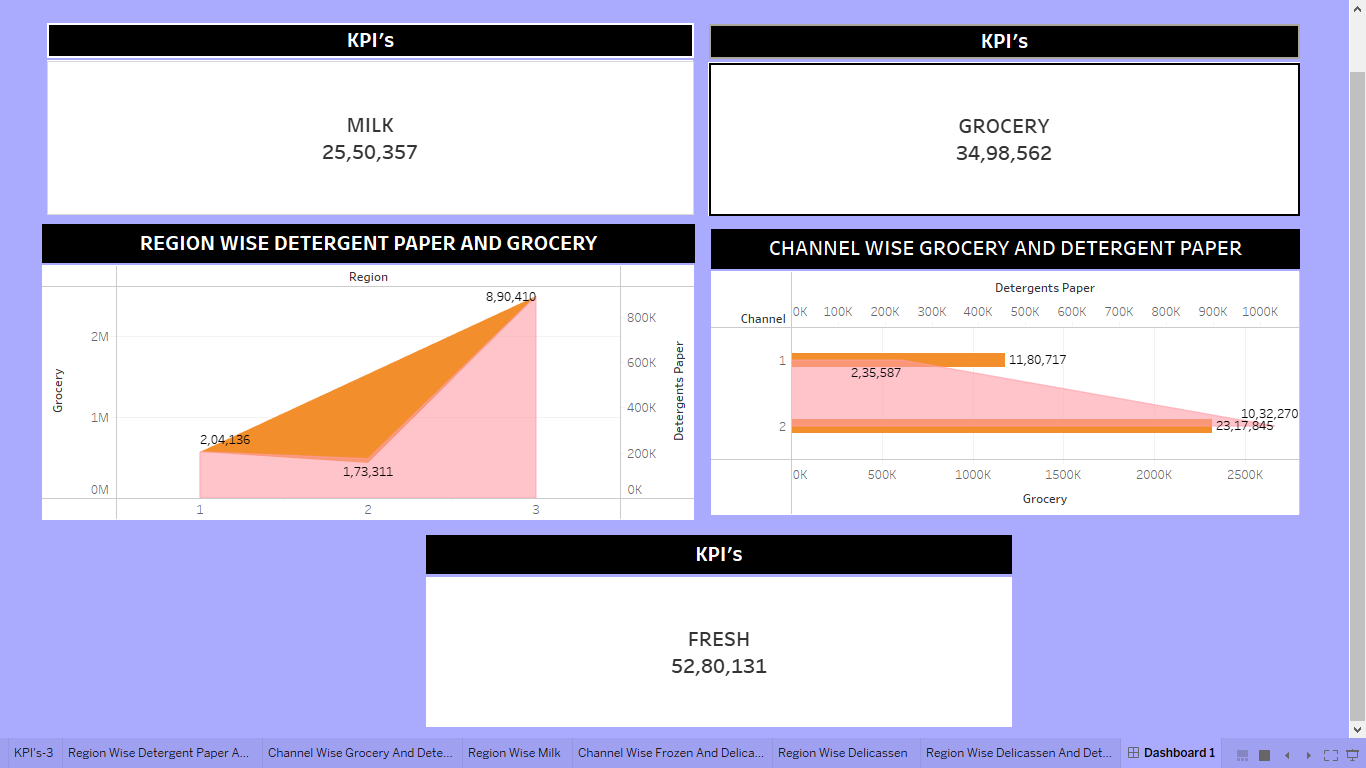 KPI’s
MILK
25,50,357
KPI’s
GROCERY
34,98,562
REGION WISE DETERGENT PAPER AND GROCERY
Region
Grocery
2M
1M
0M
8,90,410
2,04,136
1,73,311
800K
600K
400K
200K
0K
Detergents Paper
1 2 3
CHANNEL WISE GROCERY AND DETERGENT PAPER
Detergents Paper
Channel
0K 100K 200K 300K 400K 500K 600K 700K 800K 900K 1000K
1
11,80,717
2,35,587
10,32,270
2
23,17,845
0K 500K 1000K 1500K 2000K 2500K
Grocery
KPI’s
FRESH
52,80,131
KPI's-3 Region Wise Detergent Paper A... Channel Wise Grocery And Dete... Region Wise Milk Channel Wise Frozen And Delica... Region Wise Delicassen Region Wise Delicassen And Det... Dashboard 1